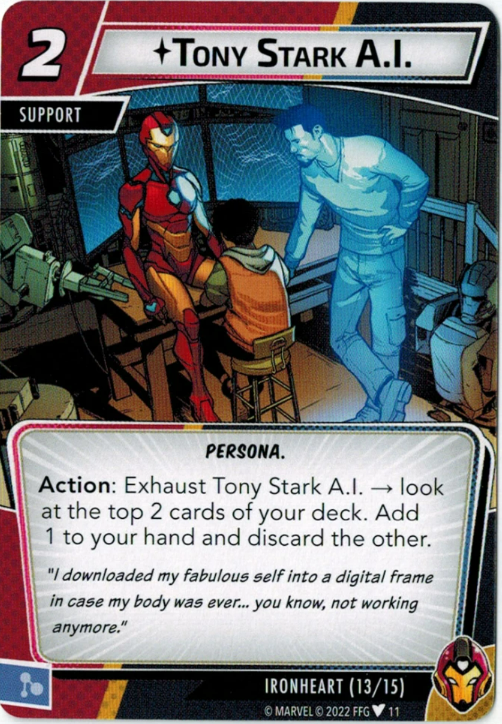 2
Tony Stark A.I.
SUPPORT
PERSONA.
Action: Exhaust Tony Stark A.I. → look
at the top 2 cards of your deck. Add
1 to your hand and discard the other.
"I downloaded my fabulous self into a digital frame
in case my body was ever... you know, not working
anymore."
IRONHEART (13/15)
© MARVEL © 2022 FFG 11